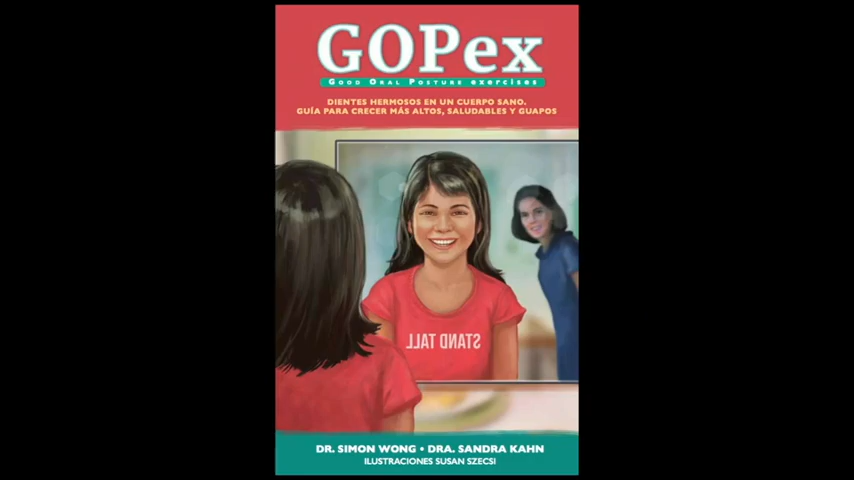 GOPex
GOOD ORAL POSTURE exercises
DIENTES HERMOSOS EN UN CUERPO SANO.
GUÍA PARA CRECER MÁS ALTOS, SALUDABLES Y GUAPOS
STAND TALL
DR. SIMON WONG • DRA. SANDRA KAHN
ILUSTRACIONES SUSAN SZECSI